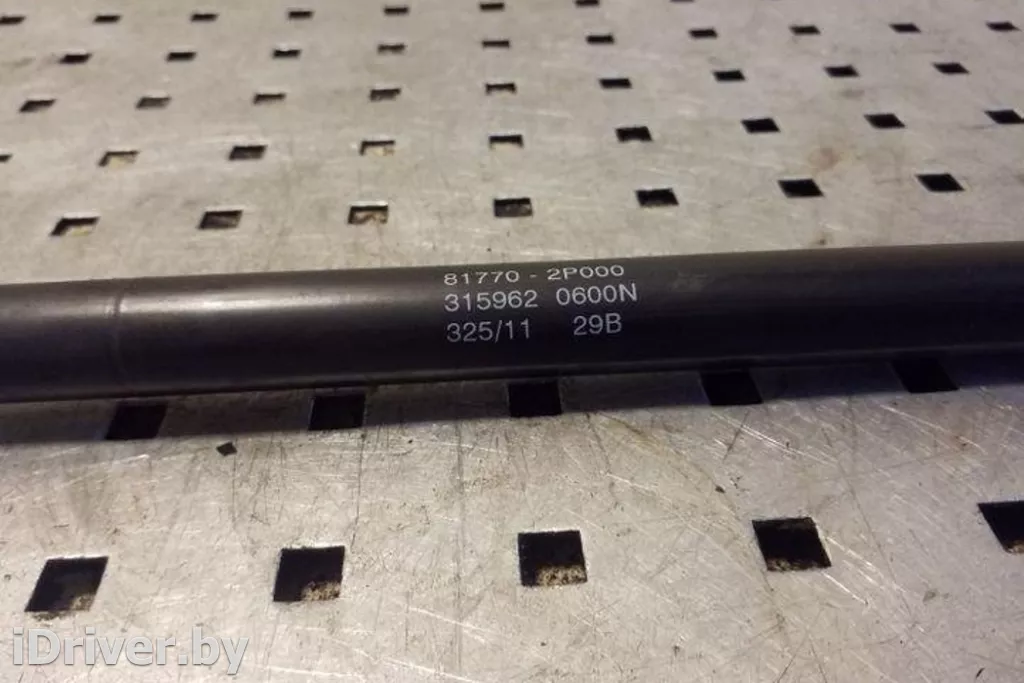 81770 - 2P000
315962 0600N
325/11 29B
iDriver.by